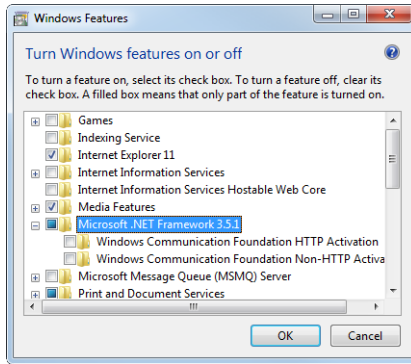 Windows Features
Turn Windows features on or off
To turn a feature on, select its check box. To turn a feature off, clear its
check box. A filled box means that only part of the feature is turned on.
Games
Indexing Service
Internet Explorer 11
Internet Information Services
Internet Information Services Hostable Web Core
Media Features
Microsoft .NET Framework 3.5.1
Windows Communication Foundation HTTP Activation
Windows Communication Foundation Non-HTTP Activa
Microsoft Message Queue (MSMQ) Server
Print and Document Services
OK Cancel